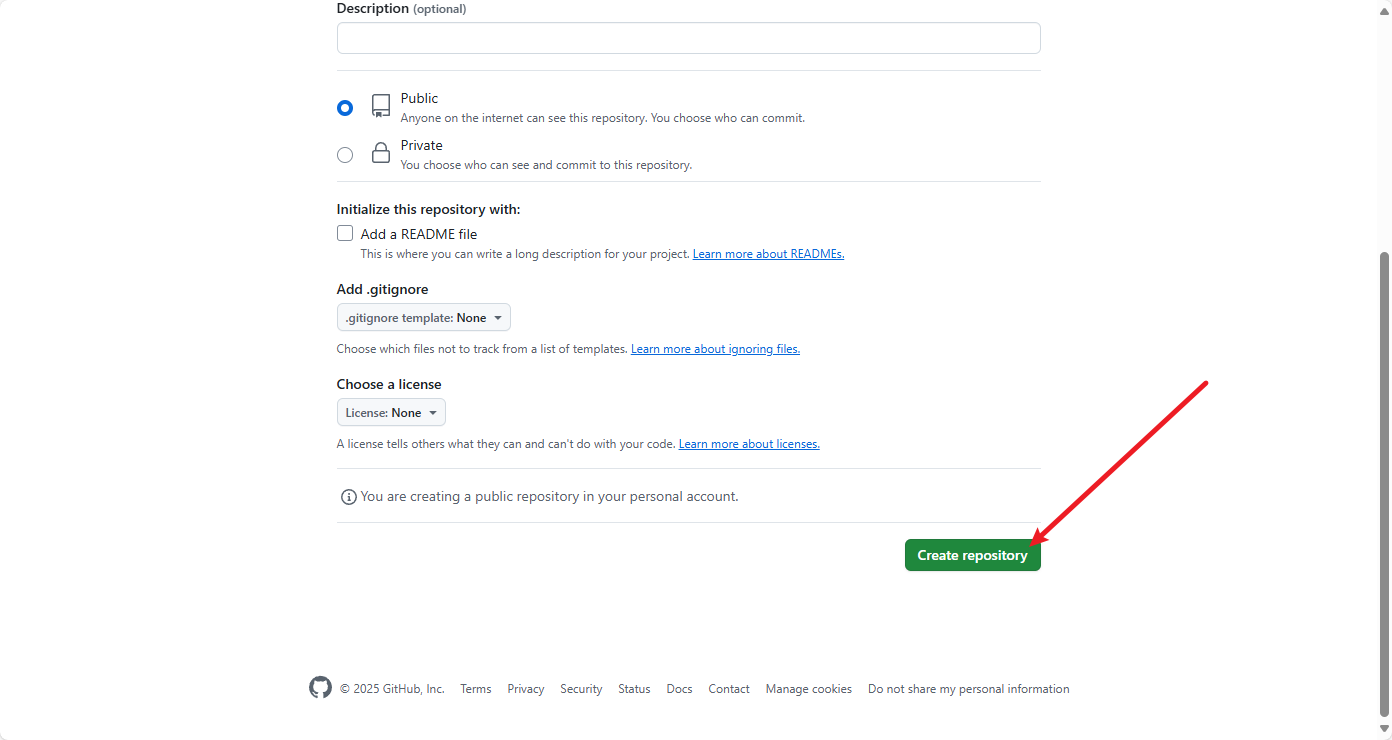 Description (optional)
Public
Anyone on the internet can see this repository. You choose who can commit.
Private
You choose who can see and commit to this repository.
Initialize this repository with:
Add a README file
This is where you can write a long description for your project. Learn more about READMEs.
Add .gitignore
.gitignore template: None
Choose which files not to track from a list of templates. Learn more about ignoring files.
Choose a license
License: None
A license tells others what they can and can't do with your code. Learn more about licenses.
You are creating a public repository in your personal account.
Create repository
© 2025 GitHub, Inc. Terms Privacy Security Status Docs Contact Manage cookies Do not share my personal information